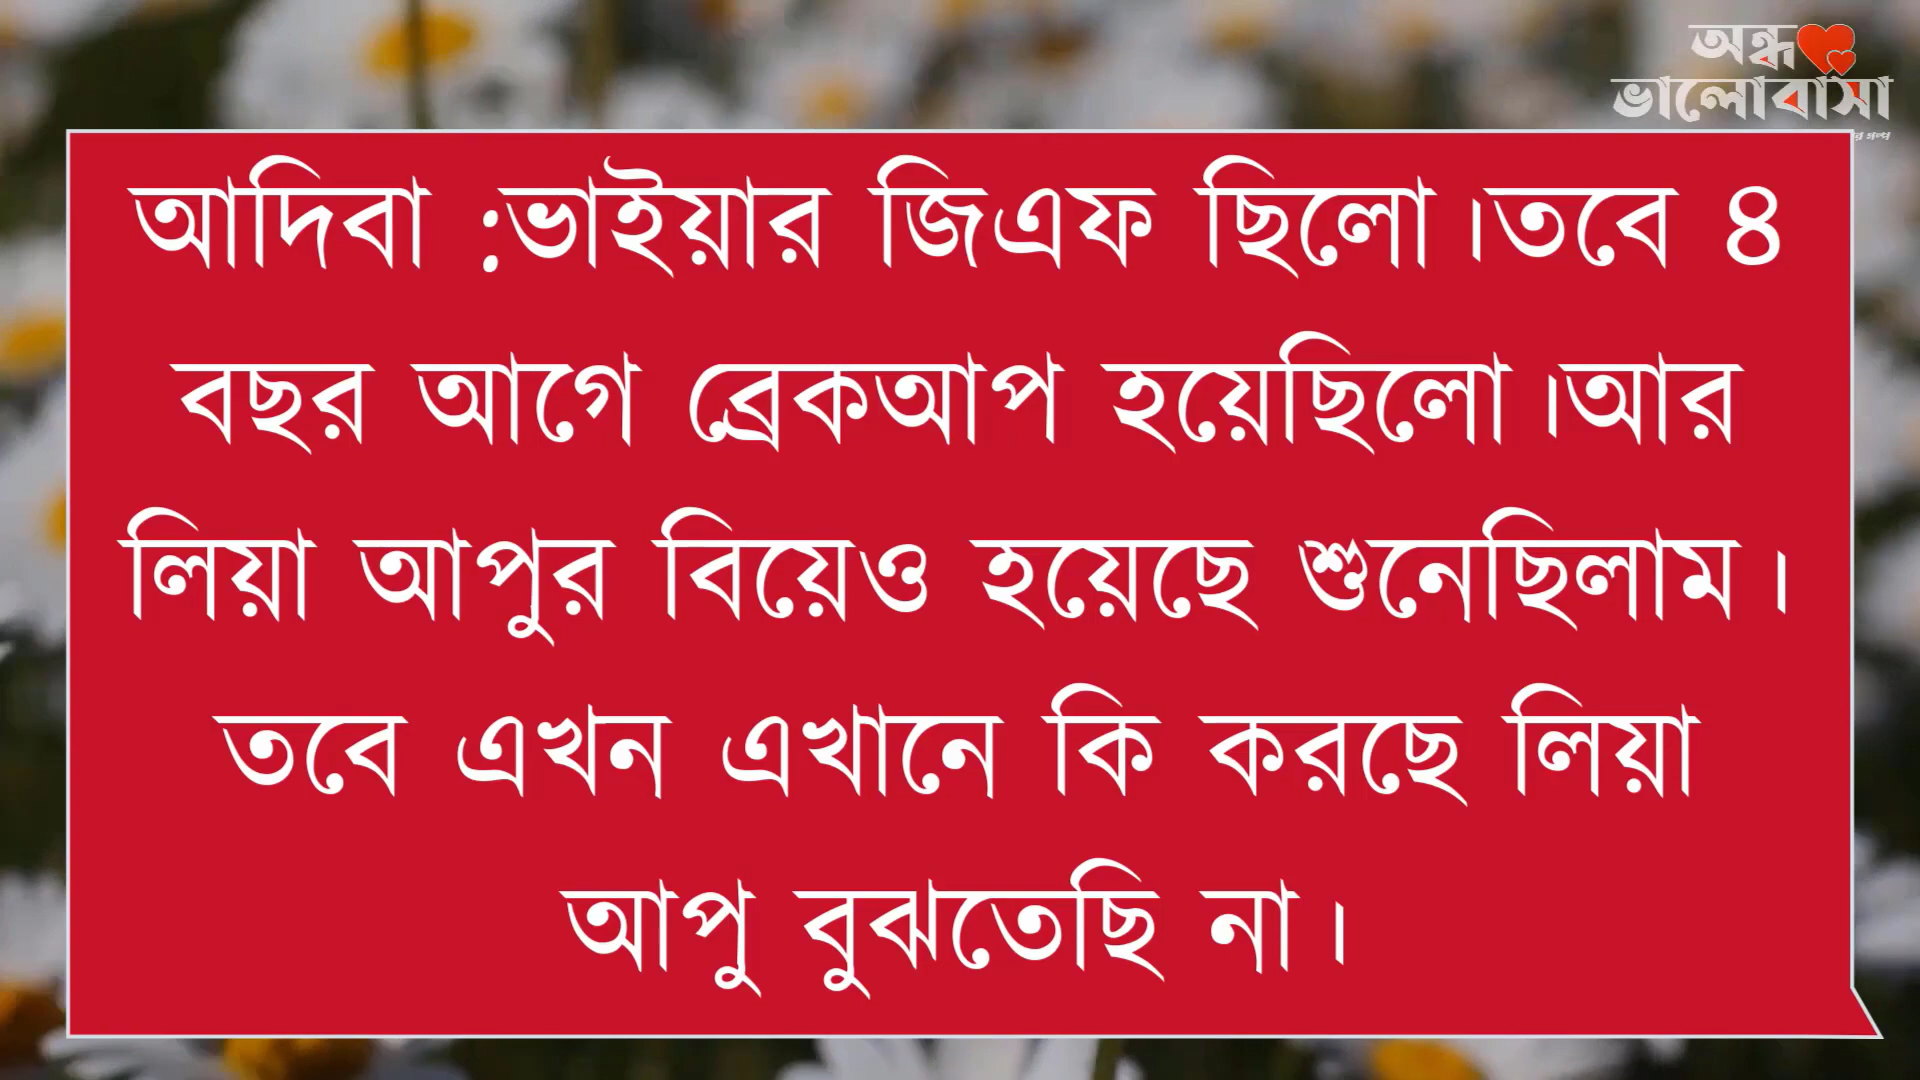 অন্ধ
ভালোবাসা
র গল্প
আদিবা :ভাইয়ার জিএফ ছিলো।তবে ৪
বছর আগে ব্রেকআপ হয়েছিলো।আর
লিয়া আপুর বিয়েও হয়েছে শুনেছিলাম।
তবে এখন এখানে কি করছে লিয়া
আপু বুঝতেছি না।